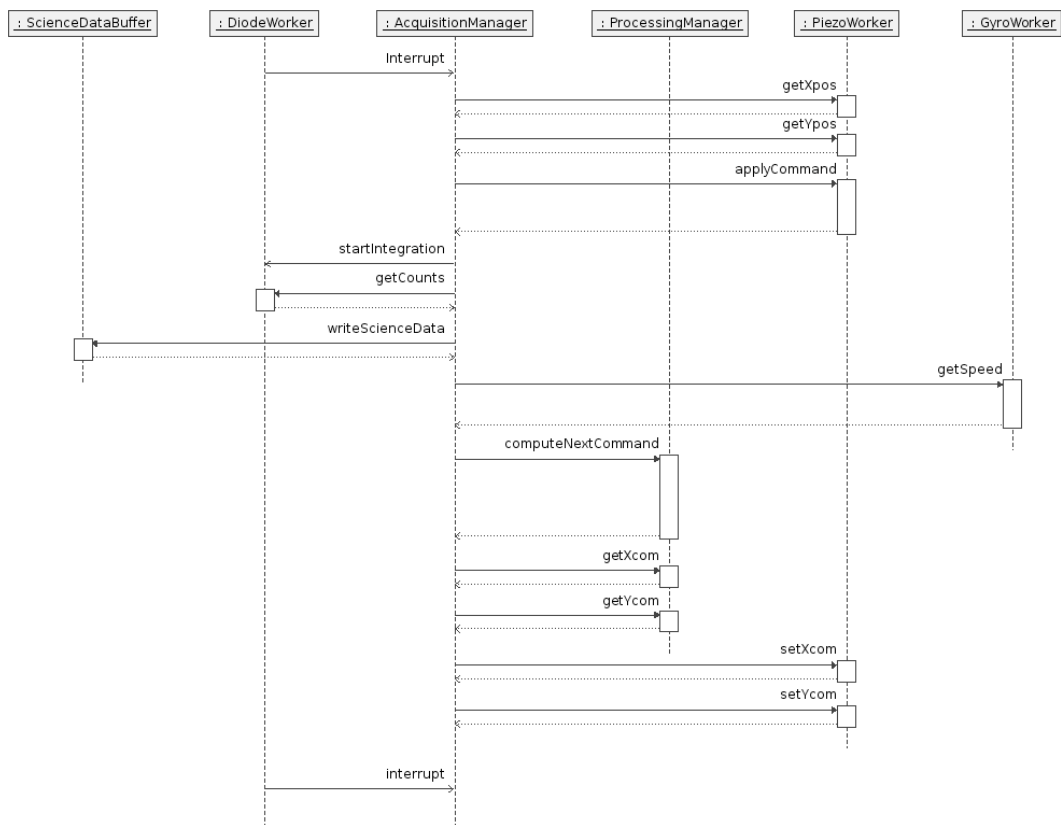 : ScienceDataBuffer
: DiodeWorker
: AcquisitionManager
: ProcessingManager
: PiezoWorker
: GyroWorker
Interrupt
getXpos
getYpos
applyCommand
startIntegration
getCounts
writeScienceData
getSpeed
computeNextCommand
getXcom
getYcom
setXcom
setYcom
interrupt